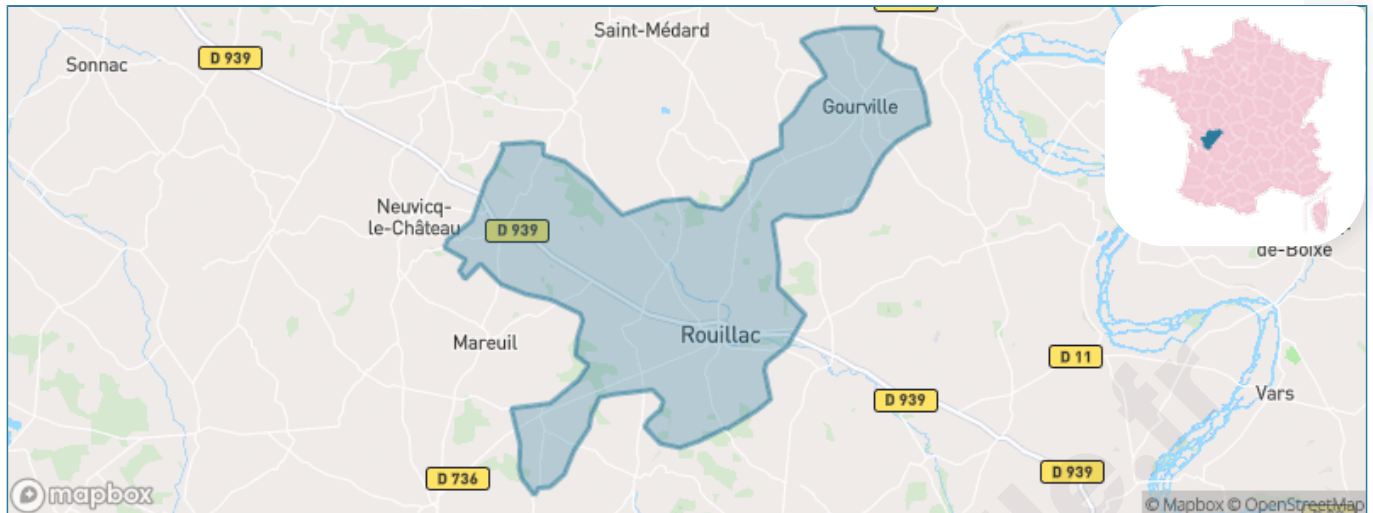 Saint-Médard
D 939
Sonnac
Gourville
Neuvicq-
le-Château
D 939
de-Boixe
Rouillac
Mareuil
D 11
Vars
D 939
D 736
D 939
mapbox
© Mapbox © OpenStreetMap